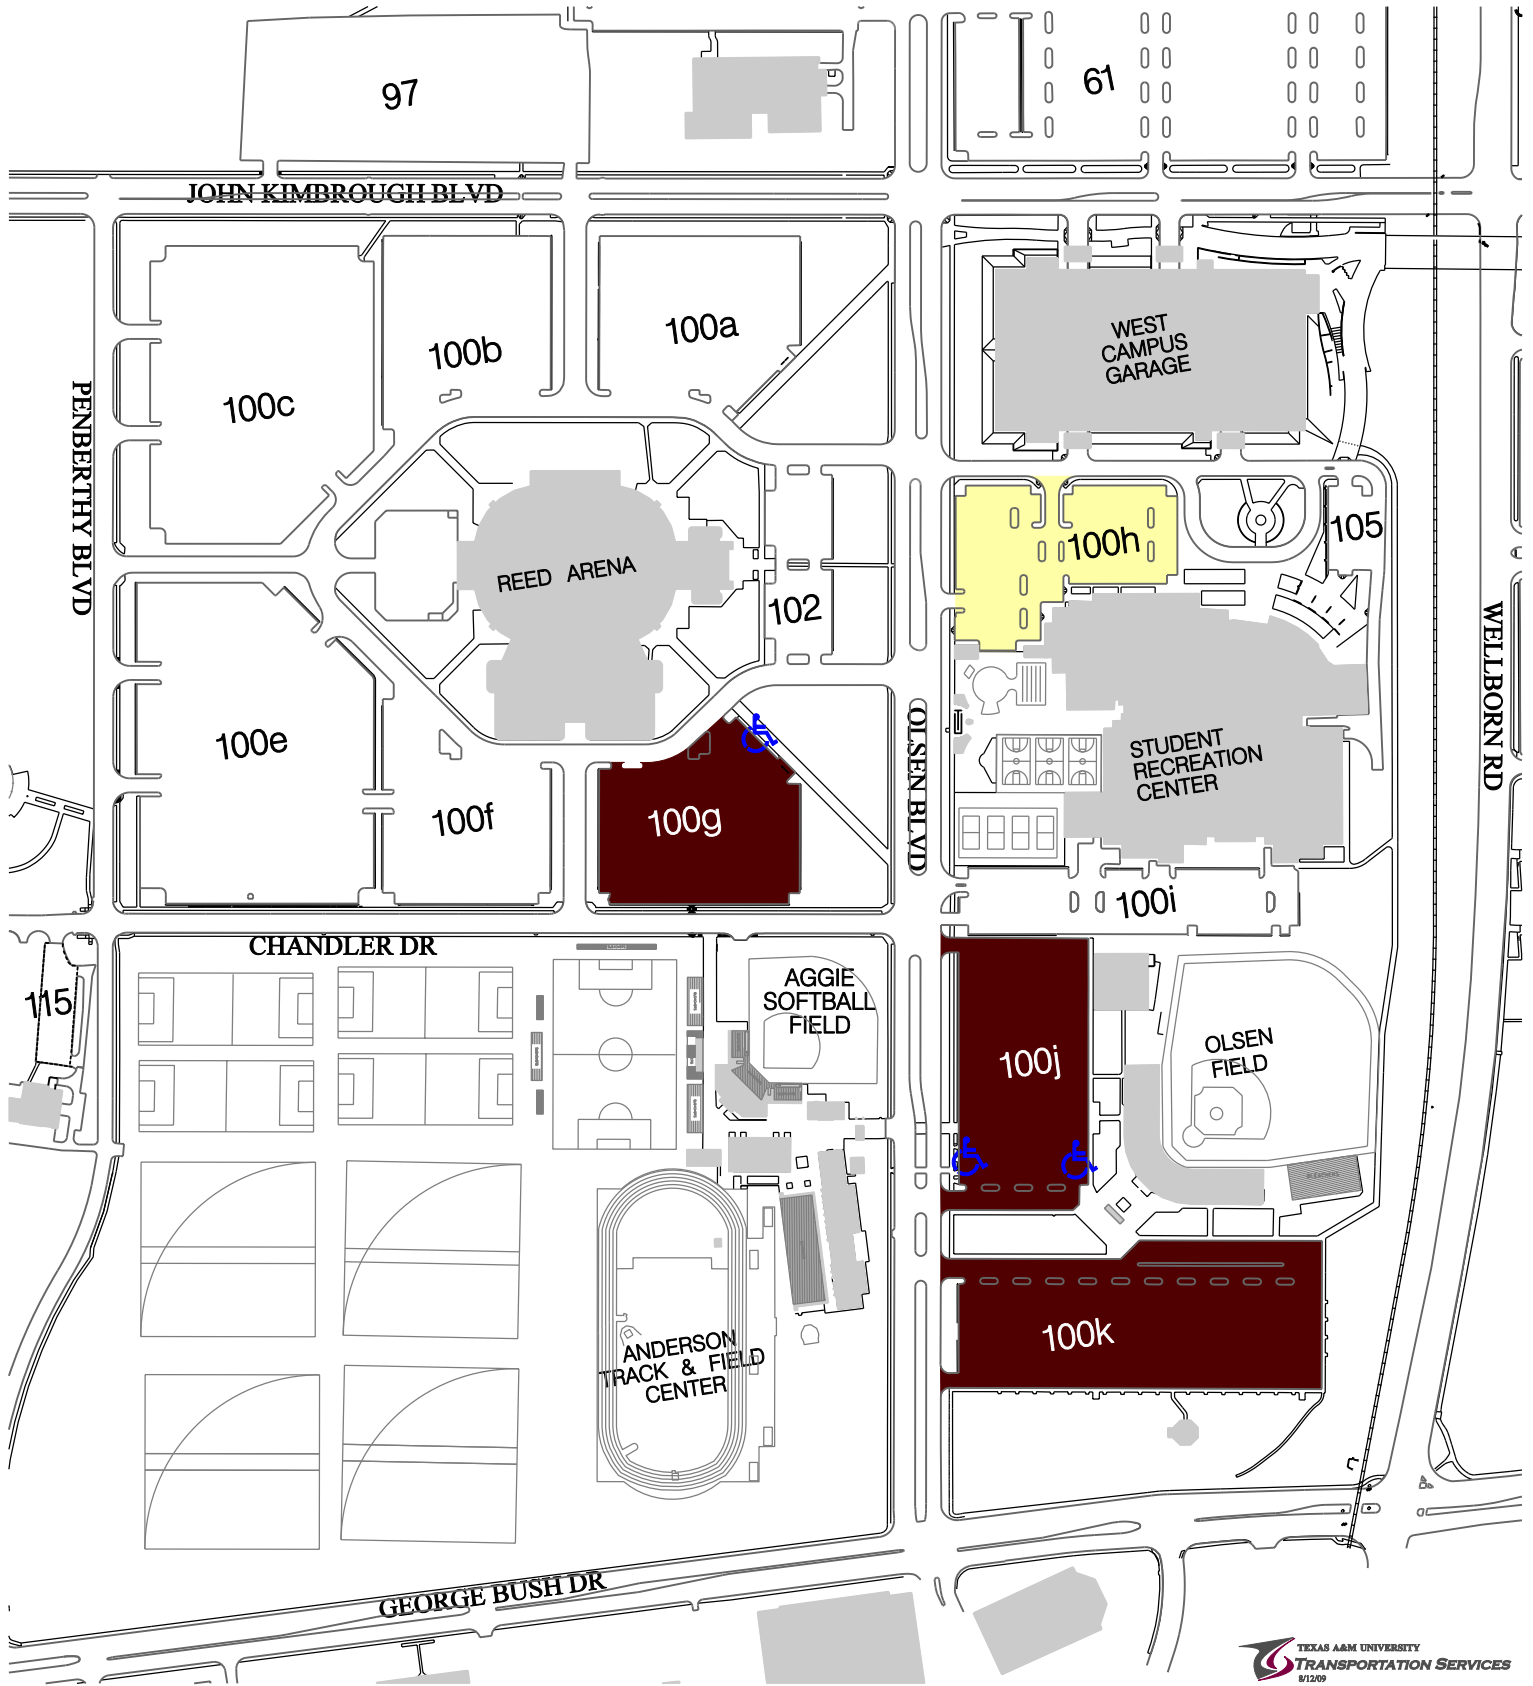 97
61
JOHN KIMBROUGH BLVD
100a
100b
100c
WEST
CAMPUS
GARAGE
PENBERTHY BLVD
105
100h
REED ARENA
102
WELLBORN RD
OLSEN BLVD
STUDENT
RECREATION
CENTER
100e
100f
100g
100i
CHANDLER DR
115
AGGIE
SOFTBALL
FIELD
OLSEN
FIELD
100j
100k
ANDERSON
TRACK & FIELD
CENTER
GEORGE BUSH DR
TEXAS A&M UNIVERSITY
TRANSPORTATION SERVICES
8/12/09